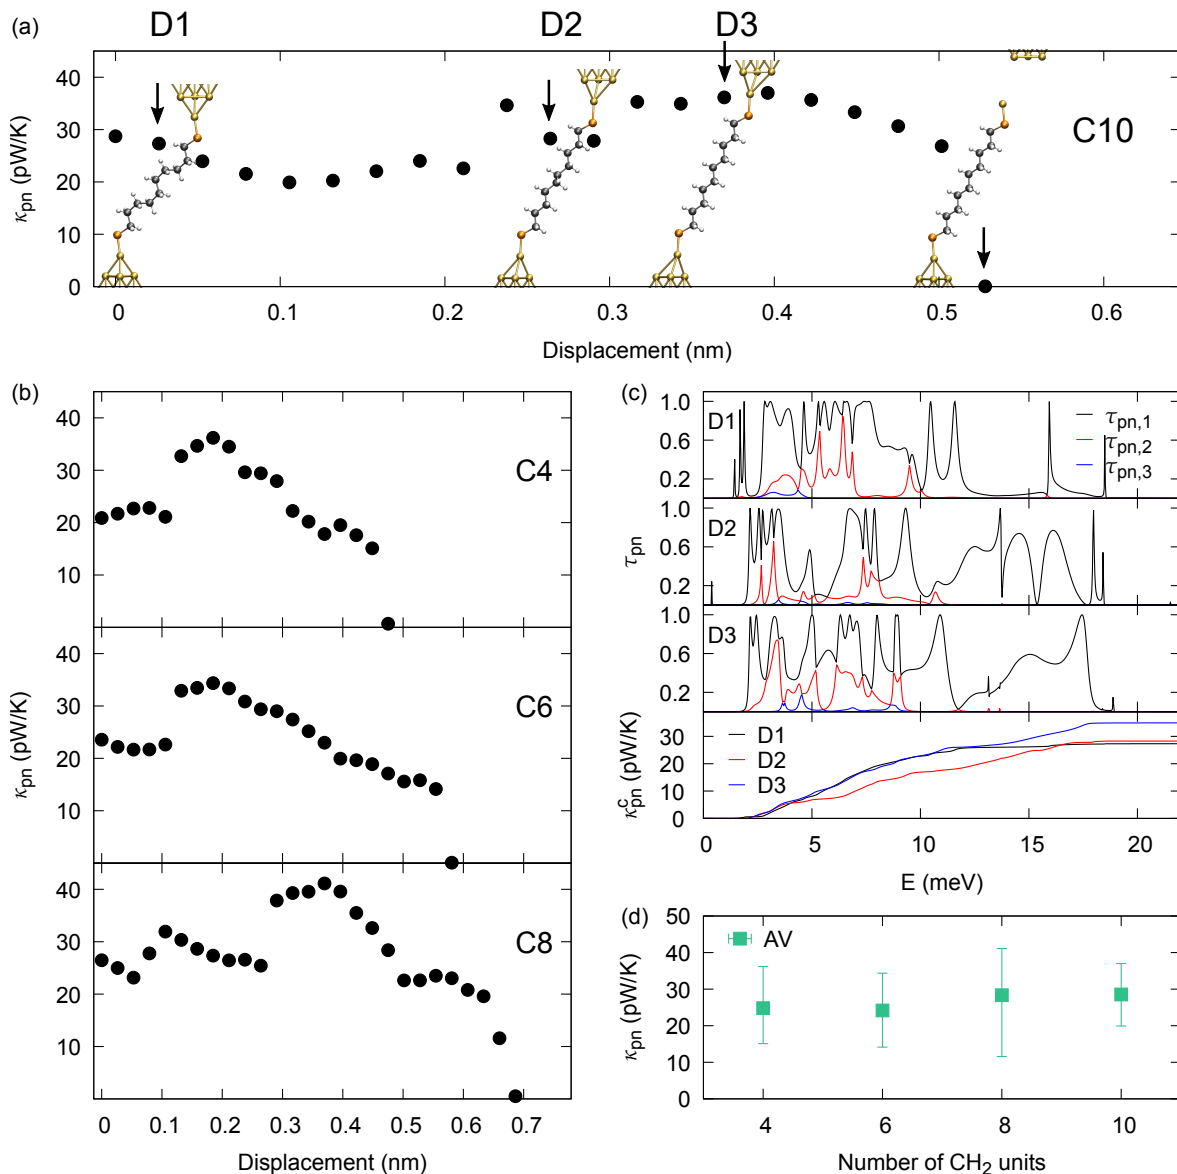 (a)
D1 D2 D3
40
30
20
10
0
κpn (pW/K)
C10
0 0.1 0.2 0.3 0.4 0.5 0.6
Displacement (nm)
(b)
40
30
20
10
C4
40
30
20
10
C6
κpn (pW/K)
40
30
20
10
C8
0 0.1 0.2 0.3 0.4 0.5 0.6 0.7
Displacement (nm)
(c)
1.0
0.6
0.2
D1
τpn,1
τpn,2
τpn,3
1.0
0.6
0.2
D2
τpn
1.0
0.6
0.2
D3
30
20
10
0
κcpn (pW/K)
D1
D2
D3
0 5 10 15 20
E (meV)
(d)
50
40
30
20
10
0
κpn (pW/K)
AV
4 6 8 10
Number of CH2 units